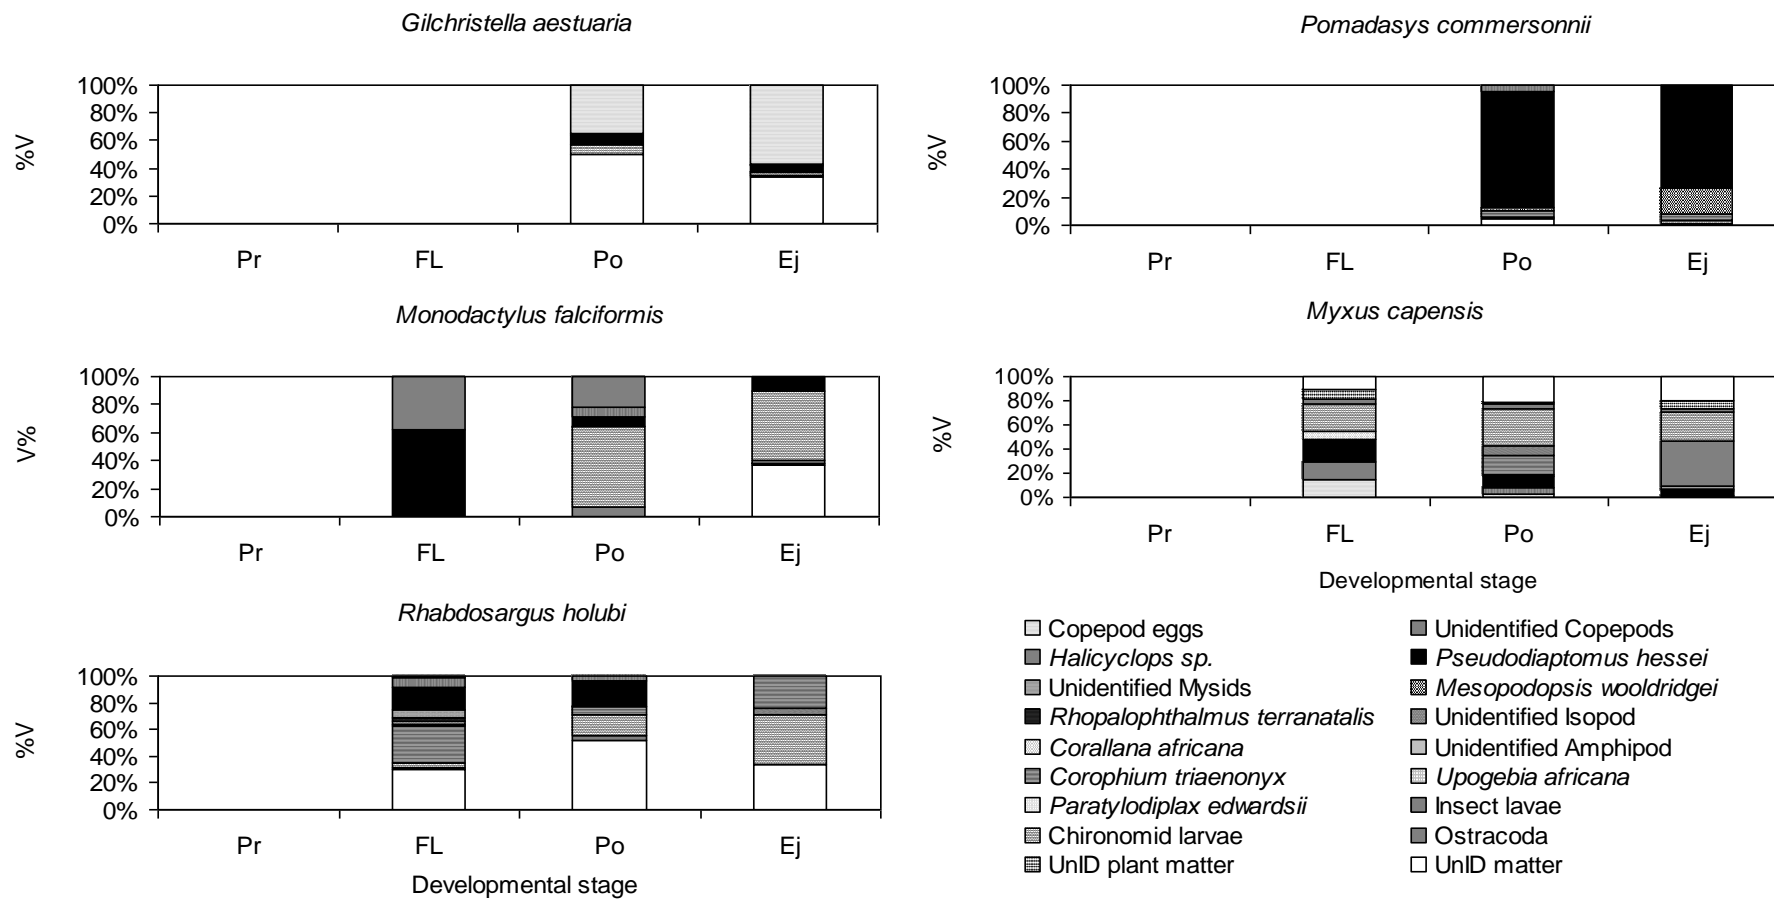 Gilchristella aestuaria
100%
80%
60%
40%
20%
0%
%V
Pr FL Po Ej
Pomadasys commersonnii
100%
80%
60%
40%
20%
0%
%V
Pr FL Po Ej
Monodactylus falciformis
100%
80%
60%
40%
20%
0%
V%
Pr FL Po Ej
Myxus capensis
100%
80%
60%
40%
20%
0%
%V
Pr FL Po Ej
Developmental stage
Rhabdosargus holubi
100%
80%
60%
40%
20%
0%
%V
Pr FL Po Ej
Developmental stage
Copepod eggs Unidentified Copepods
Halicyclops sp. Pseudodiaptomus hessei
Unidentified Mysids Mesopodopsis wooldridgei
Rhopalophthalmus terranatalis Unidentified Isopod
Corallana africana Unidentified Amphipod
Corophium triaenonyx Upogebia africana
Paratylodiplax edwardsii Insect lavae
Chironomid larvae Ostracoda
UnID plant matter UnID matter